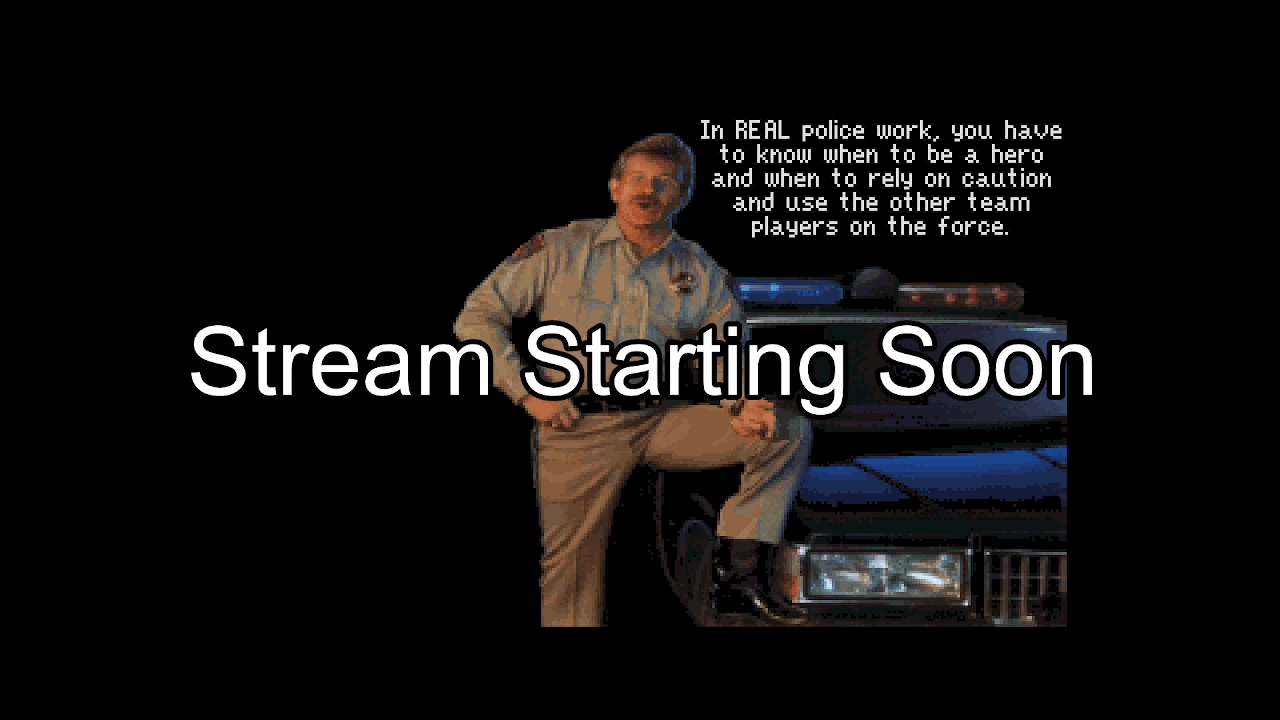 In REAL police work, you have
to know when to be a hero
and when to rely on caution
and use the other team
players on the force.
Stream Starting Soon